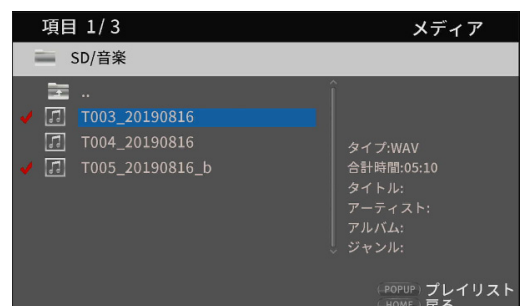 項目 1/3
メディア
SD/音楽
..
T003_20190816
T004_20190816
T005_20190816_b
タイプ:WAV
合計時間:05:10
タイトル:
アーティスト:
アルバム:
ジャンル:
POPUP プレイリスト
HOME 戻る